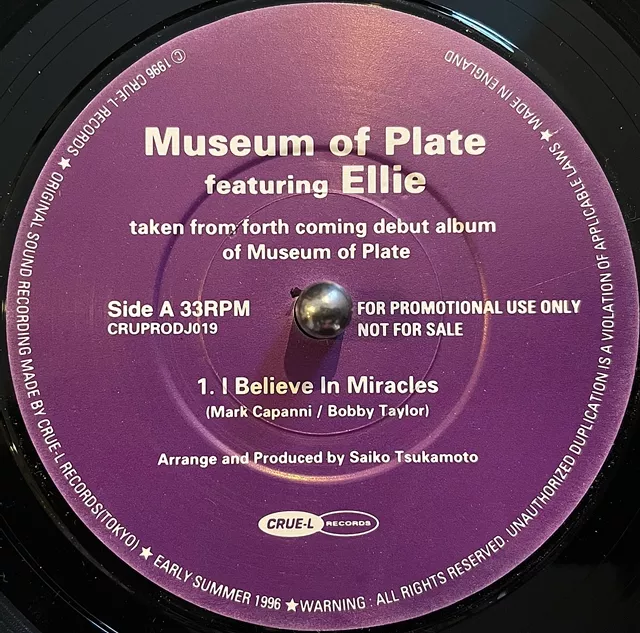 Museum of Plate
featuring Ellie
taken from forth coming debut album
of Museum of Plate
Side A 33RPM
CRUPRODJ019
FOR PROMOTIONAL USE ONLY
NOT FOR SALE
1. I Believe In Miracles
(Mark Capanni / Bobby Taylor)
Arrange and Produced by Saiko Tsukamoto
CRUE-L RECORDS
© 1996 CRUE-L RECORDS ★ ORIGINAL SOUND RECORDING MADE BY CRUE-L RECORDS(TOKYO) ★ EARLY SUMMER 1996 ★ WARNING : ALL RIGHTS RESERVED. UNAUTHORIZED DUPLICATION IS A VIOLATION OF APPLICABLE LAWS ★ MADE IN ENGLAND